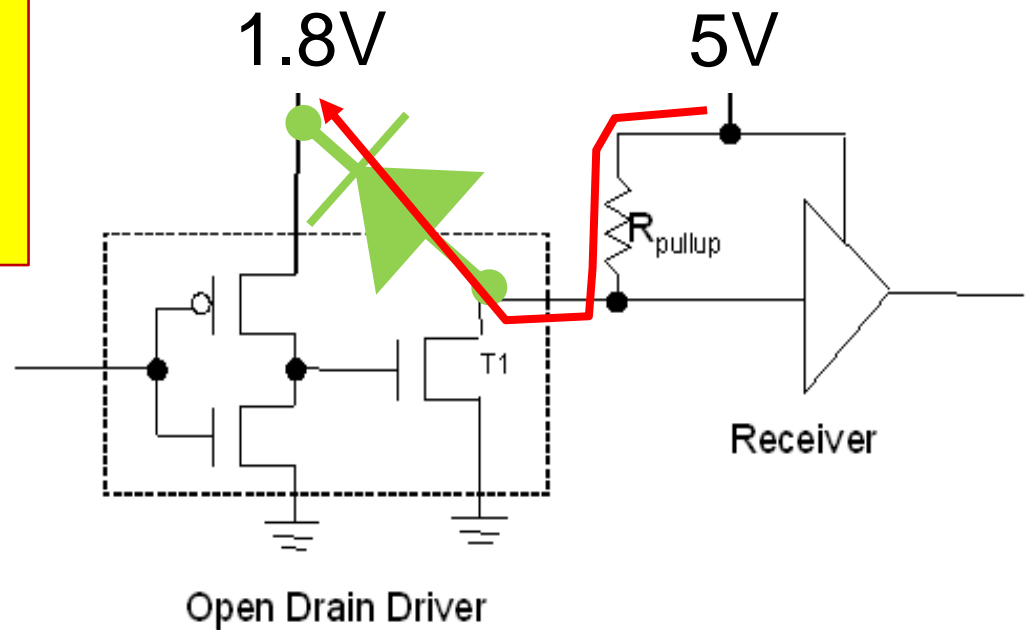 1.8V
5V
Rpullup
T1
Receiver
Open Drain Driver